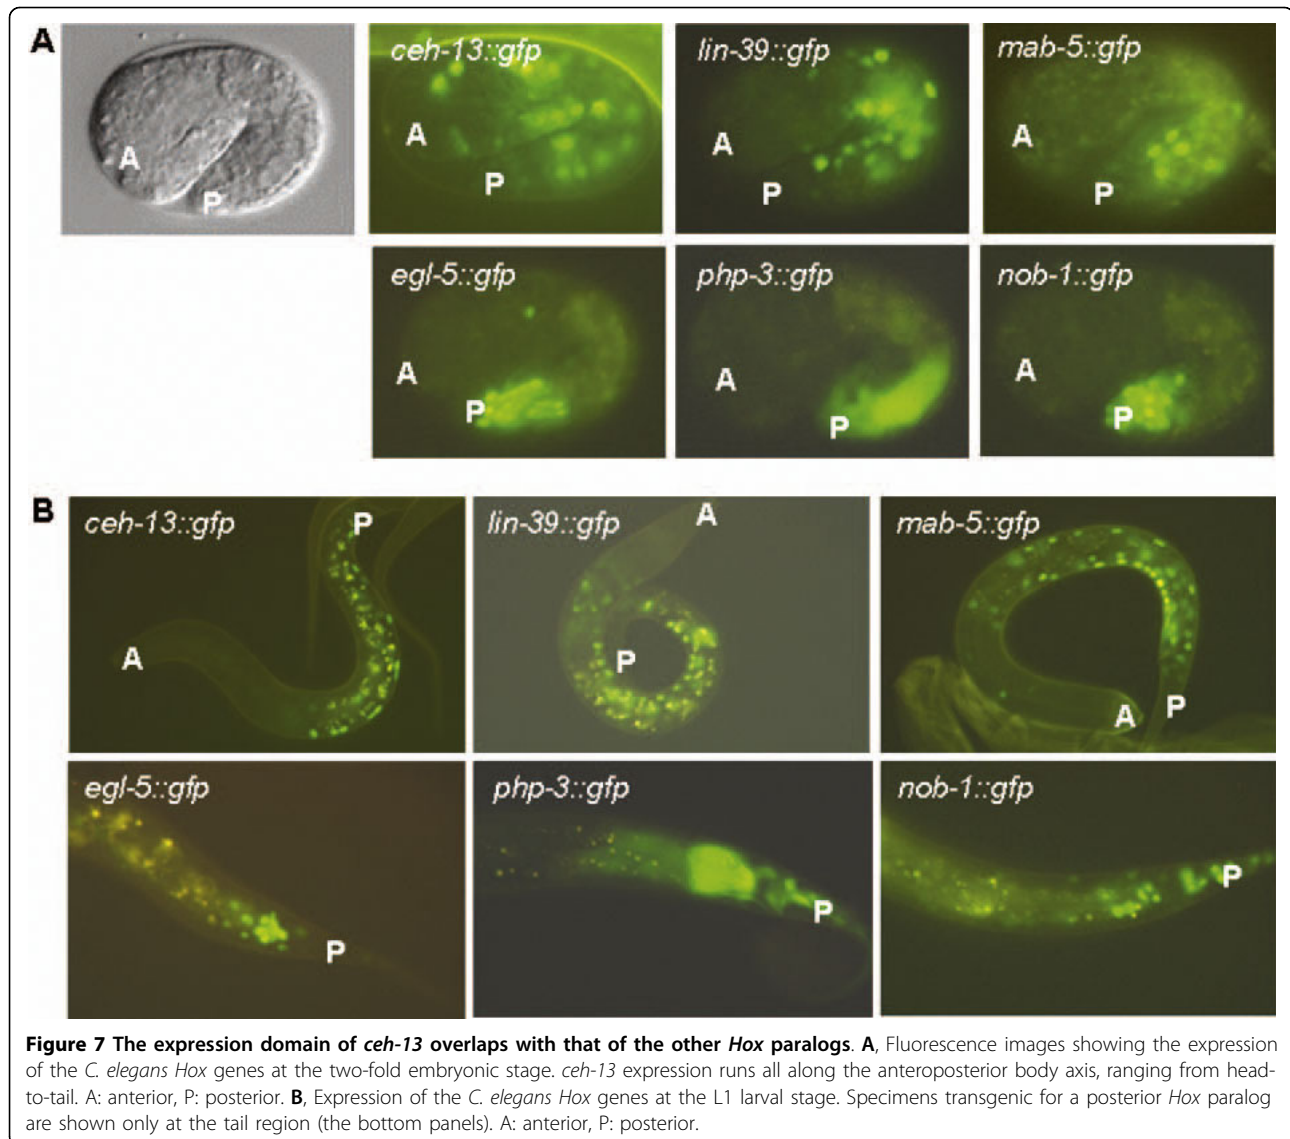 A
ceh-13::gfp
lin-39::gfp
mab-5::gfp
A
A
A
A
P
P
P
P
egl-5::gfp
php-3::gfp
nob-1::gfp
A
A
A
P
P
P
B
ceh-13::gfp
P
lin-39::gfp
A
mab-5::gfp
A
P
A
P
egl-5::gfp
php-3::gfp
nob-1::gfp
P
P
P
Figure 7 The expression domain of ceh-13 overlaps with that of the other Hox paralogs. A, Fluorescence images showing the expression
of the C. elegans Hox genes at the two-fold embryonic stage. ceh-13 expression runs all along the anteroposterior body axis, ranging from head-
to-tail. A: anterior, P: posterior. B, Expression of the C. elegans Hox genes at the L1 larval stage. Specimens transgenic for a posterior Hox paralog
are shown only at the tail region (the bottom panels). A: anterior, P: posterior.